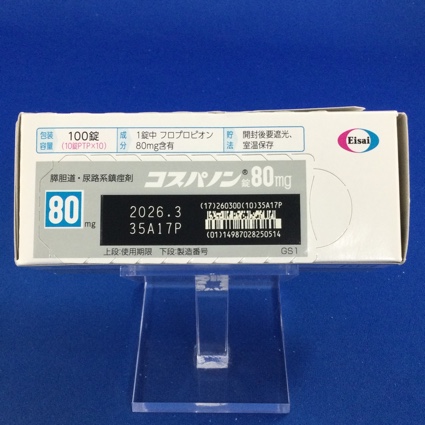 包装容量 100錠 (10錠PTP×10)
成分 1錠中 フロプロピオン 80mg含有
貯法 開封後要遮光、室温保存
Eisai
膵胆道・尿路系鎮痙剤
コスパノン®錠80mg
80mg
2026.3
35A17P
(17)260300(10)35A17P
(01)14987028250514
上段:使用期限 下段:製造番号
GS1